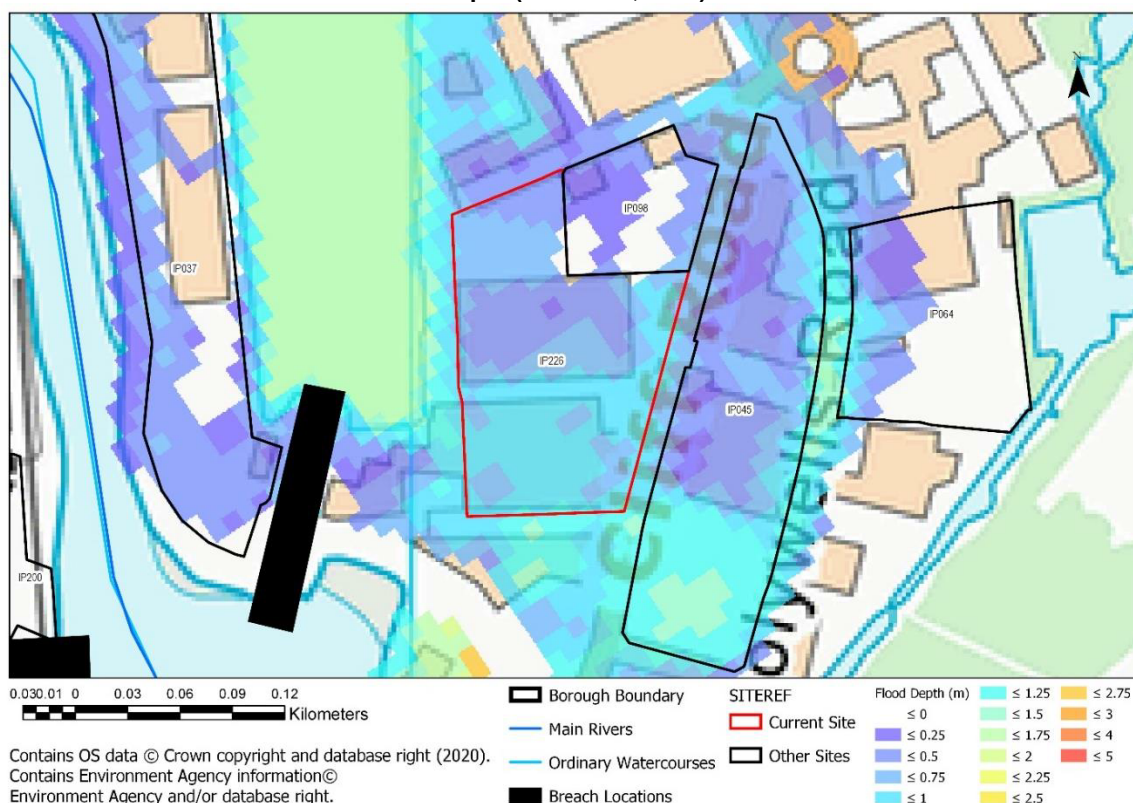 IP098
IP037
IP064
IP226
IP045
IP200
Cliff Road
Holywells Road
0.030.01 0 0.03 0.06 0.09 0.12
Kilometers
Contains OS data © Crown copyright and database right (2020).
Contains Environment Agency information©
Environment Agency and/or database right.
Borough Boundary
Main Rivers
Ordinary Watercourses
Breach Locations
SITEREF
Current Site
Other Sites
Flood Depth (m)
≤ 0
≤ 0.25
≤ 0.5
≤ 0.75
≤ 1
≤ 1.25
≤ 1.5
≤ 1.75
≤ 2
≤ 2.25
≤ 2.5
≤ 2.75
≤ 3
≤ 4
≤ 5